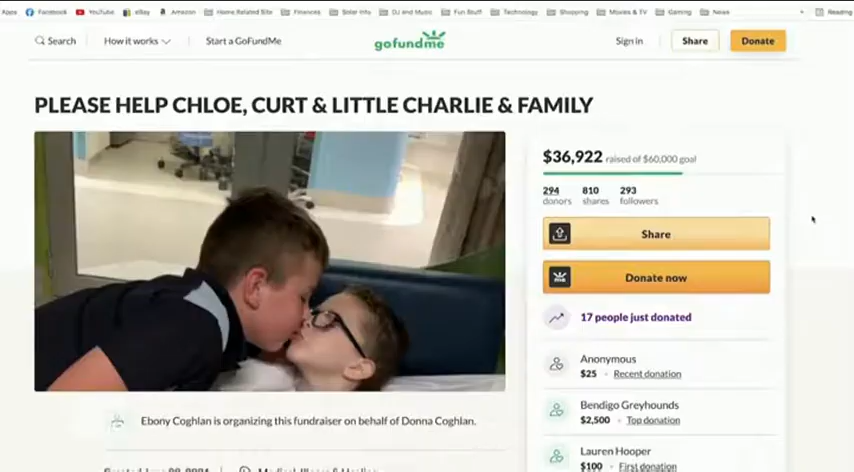 Apps Facebook YouTube eBay Amazon Home Related Site Finances Solar Info DJ and Music Fun Stuff Technology Shopping Movies & TV Gaming News Reading
Search How it works Start a GoFundMe gofundme Sign in Share Donate
PLEASE HELP CHLOE, CURT & LITTLE CHARLIE & FAMILY
$36,922 raised of $60,000 goal
294 810 293
donors shares followers
Share
me Donate now
17 people just donated
Anonymous
$25 • Recent donation
Bendigo Greyhounds
$2,500 • Top donation
Ebony Coghlan is organizing this fundraiser on behalf of Donna Coghlan.
Lauren Hooper
$100 • First donation